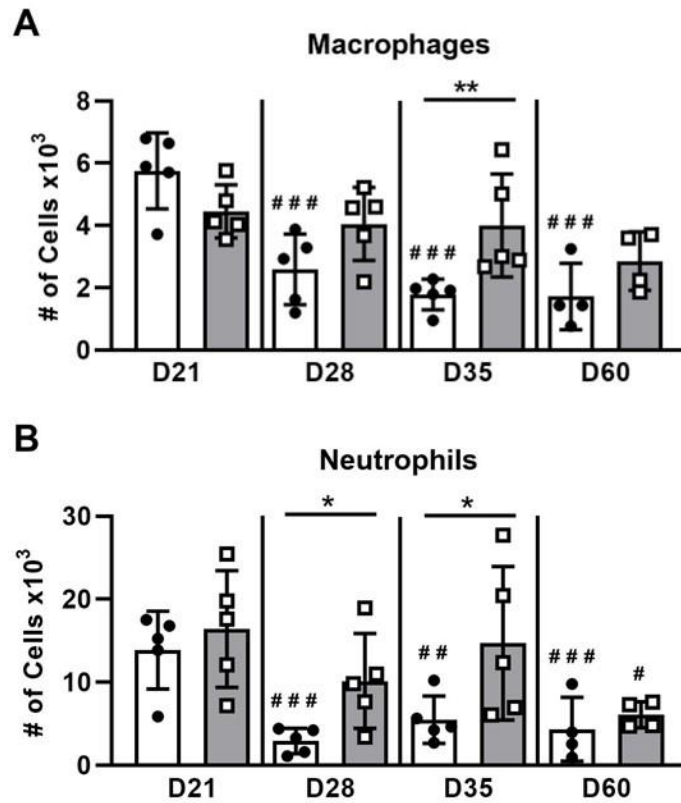 A
Macrophages
**
8
6
4
2
0
# of Cells x10³
###
###
###
D21 D28 D35 D60
B
Neutrophils
* *
30
20
10
0
# of Cells x10³
###
##
###
#
D21 D28 D35 D60